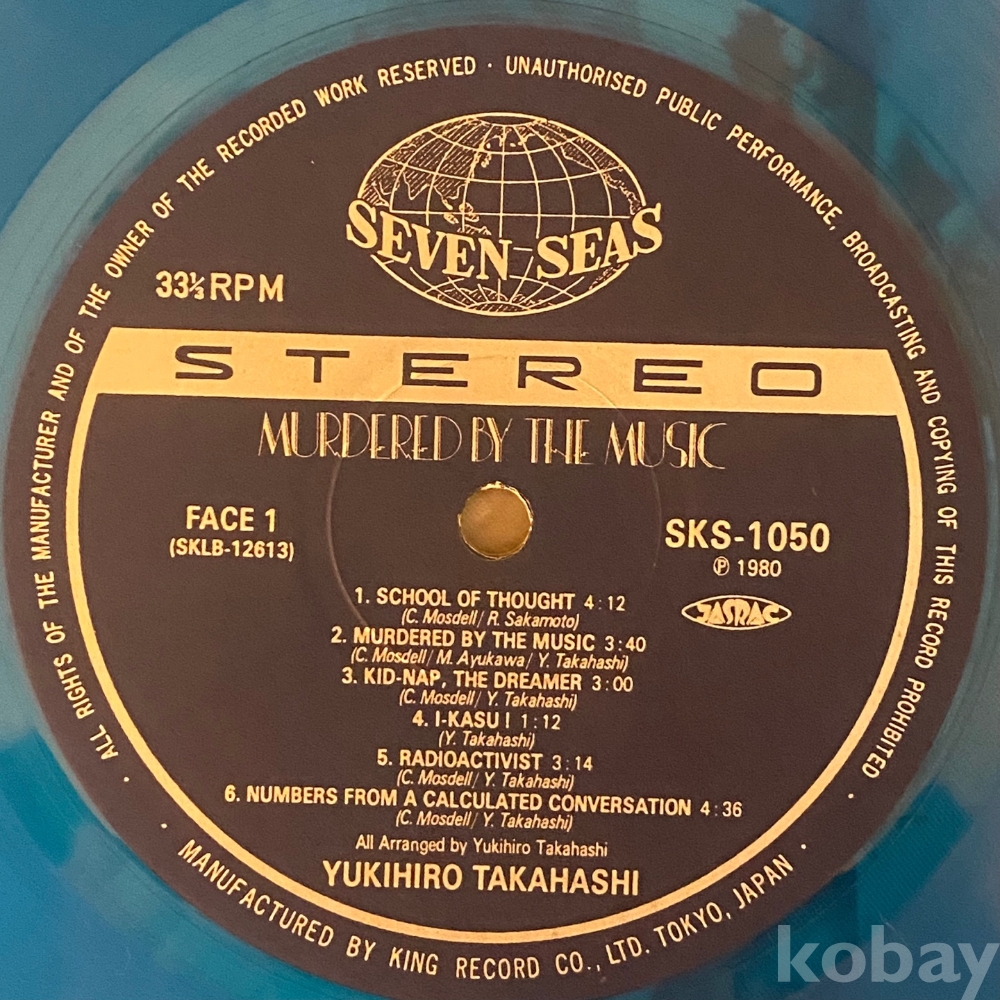 · ALL RIGHTS OF THE MANUFACTURER AND OF THE OWNER OF THE RECORDED WORK RESERVED · UNAUTHORISED PUBLIC PERFORMANCE, BROADCASTING AND COPYING OF THIS RECORD PROHIBITED ·
SEVEN SEAS
33⅓RPM
STEREO
MURDERED BY THE MUSIC
FACE 1
(SKLB-12613)
SKS-1050
℗ 1980
JASRAC
1. SCHOOL OF THOUGHT 4:12
(C. Mosdell/R. Sakamoto)
2. MURDERED BY THE MUSIC 3:40
(C. Mosdell/M. Ayukawa/Y. Takahashi)
3. KID-NAP, THE DREAMER 3:00
(C. Mosdell/Y. Takahashi)
4. I-KASU! 1:12
(Y. Takahashi)
5. RADIOACTIVIST 3:14
(C. Mosdell/Y. Takahashi)
6. NUMBERS FROM A CALCULATED CONVERSATION 4:36
(C. Mosdell/Y. Takahashi)
All Arranged by Yukihiro Takahashi
YUKIHIRO TAKAHASHI
· MANUFACTURED BY KING RECORD CO., LTD. TOKYO, JAPAN ·
kobay